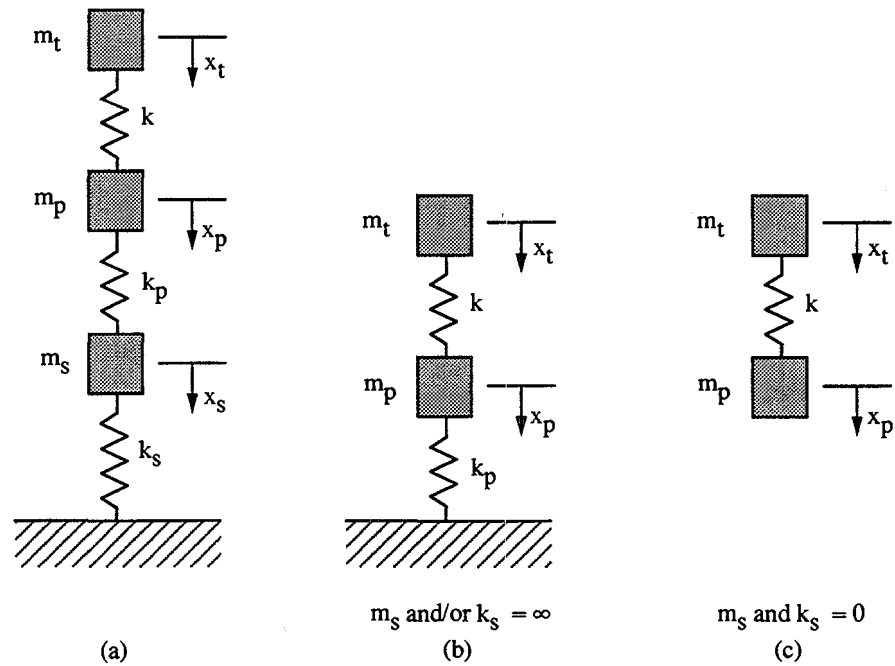 m_t
x_t
k
m_p
x_p
k_p
m_s
x_s
k_s
(a)
m_t
x_t
k
m_p
x_p
k_p
m_s and/or k_s = ∞
(b)
m_t
x_t
k
m_p
x_p
m_s and k_s = 0
(c)